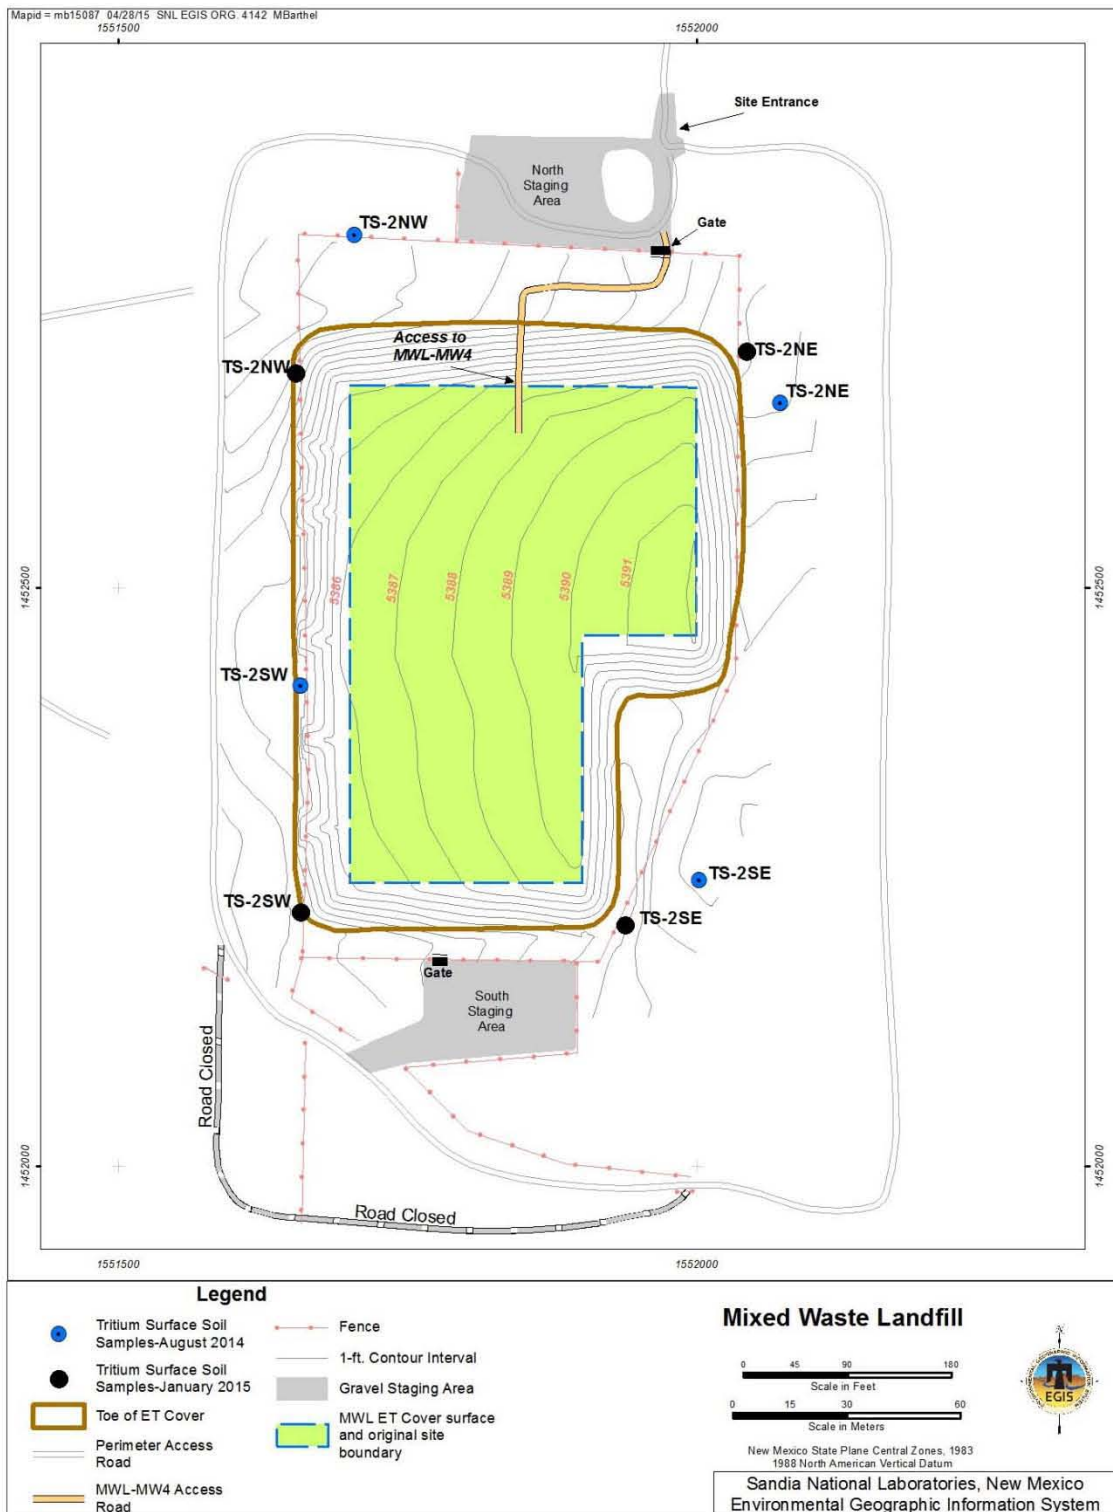 Mapid = mb15087 04/28/15 SNL EGIS ORG. 4142 MBarthel
1551500
1552000
Site Entrance
North
Staging
Area
TS-2NW
Gate
Access to
MWL-MW4
TS-2NW
TS-2NE
TS-2NE
1452500
1452500
5386
5387
5388
5389
5390
5391
TS-2SW
TS-2SE
TS-2SW
TS-2SE
Gate
South
Staging
Area
Road Closed
1452000
1452000
Road Closed
1551500
1552000
Legend
Tritium Surface Soil
Samples-August 2014
Tritium Surface Soil
Samples-January 2015
Toe of ET Cover
Perimeter Access
Road
MWL-MW4 Access
Road
Fence
1-ft. Contour Interval
Gravel Staging Area
MWL ET Cover surface
and original site
boundary
Mixed Waste Landfill
0 45 90 180
Scale in Feet
0 15 30 60
Scale in Meters
N
EGIS
New Mexico State Plane Central Zones, 1983
1988 North American Vertical Datum
Sandia National Laboratories, New Mexico
Environmental Geographic Information System